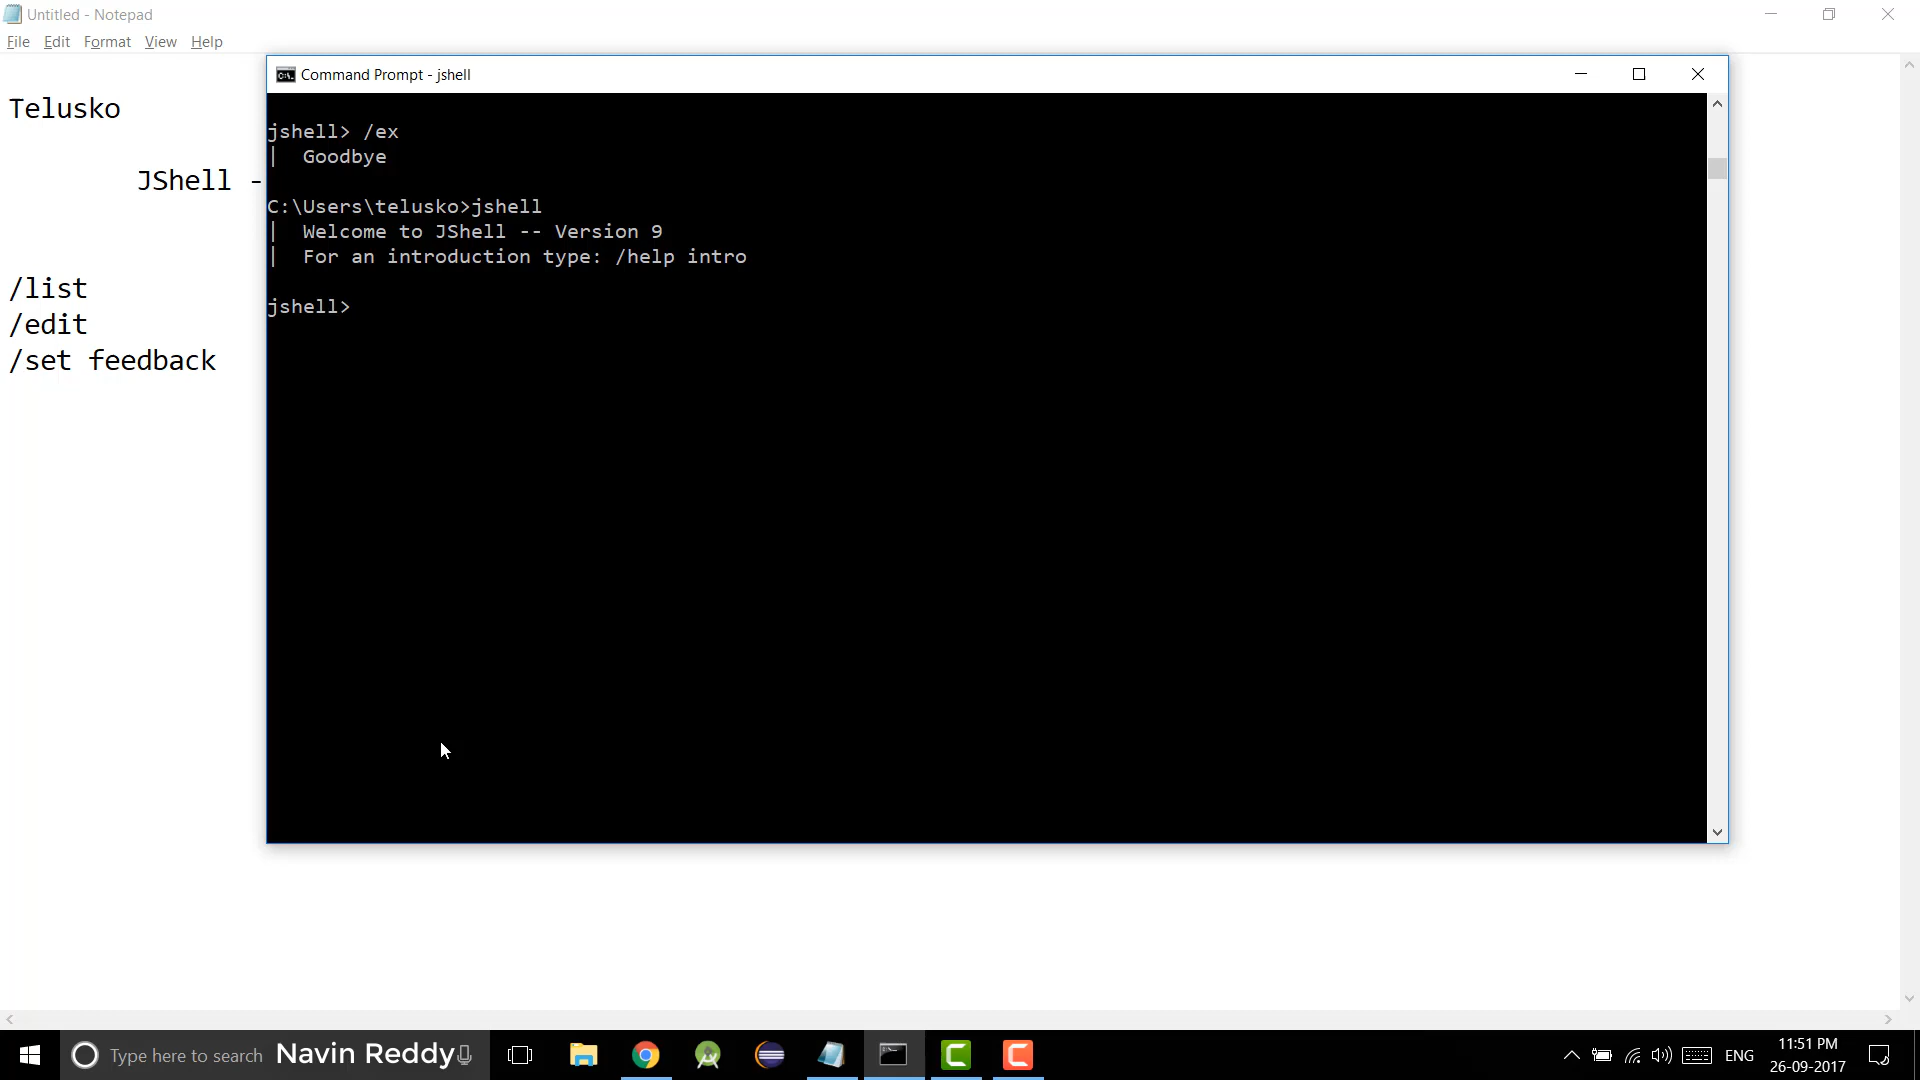 Untitled - Notepad
File Edit Format View Help
Telusko
JShell -
/list
/edit
/set feedback
Command Prompt - jshell
jshell> /ex
| Goodbye
C:\Users\telusko>jshell
| Welcome to JShell -- Version 9
| For an introduction type: /help intro
jshell>
Type here to search
Navin Reddy
ENG
11:51 PM
26-09-2017